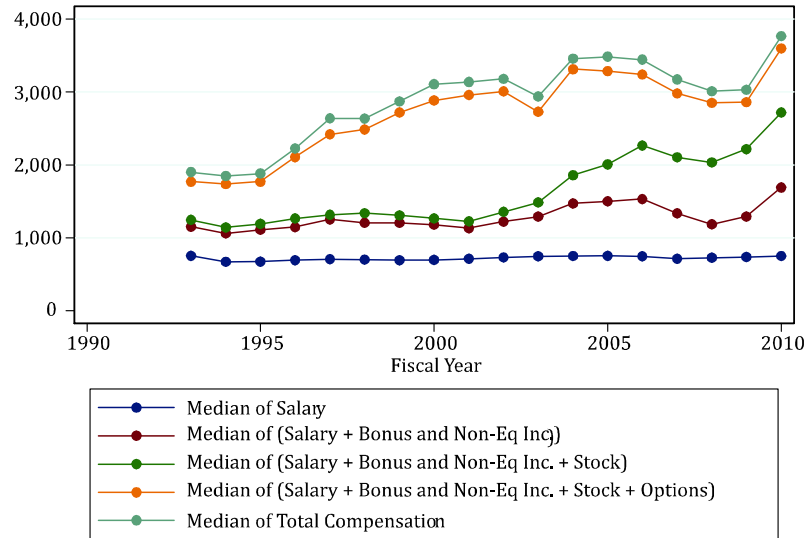 4,000
3,000
2,000
1,000
0
1990 1995 2000 2005 2010
Fiscal Year
Median of Salary
Median of (Salary + Bonus and Non-Eq Inc.))
Median of (Salary + Bonus and Non-Eq Inc. + Stock)
Median of (Salary + Bonus and Non-Eq Inc. + Stock + Options)
Median of Total Compensation